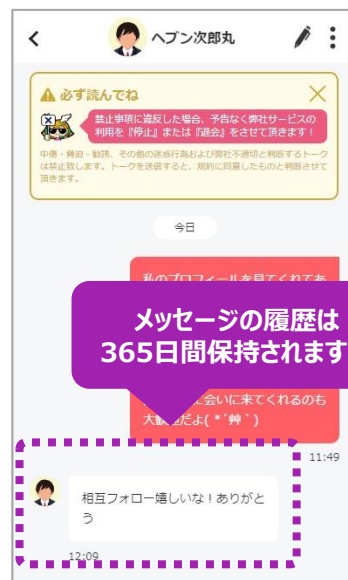 ヘブン次郎丸
必ず読んでね
禁止事項に違反した場合、予告なく弊社サービスの
利用を『停止』または『退会』をさせて頂きます！
中傷・脅迫・勧誘、その他の迷惑行為および弊社不適切と判断するトーク
は禁止致します。トークを送信すると、規約に同意したものと判断させて
頂きます。
今日
私のプロフィールを見てくれてあ
メッセージの履歴は
365日間保持されます
会いに来てくれるのも
大歓迎だよ( *´艸｀)
11:49
相互フォロー嬉しいな！ありがと
う
12:09